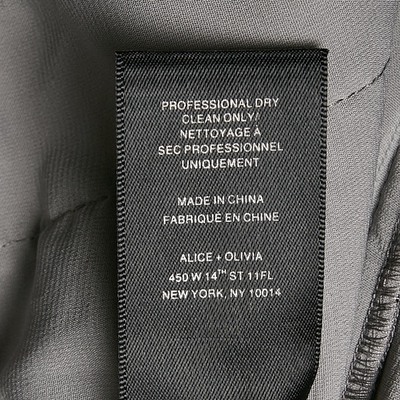 PROFESSIONAL DRY
CLEAN ONLY/
NETTOYAGE À
SEC PROFESSIONNEL
UNIQUEMENT
MADE IN CHINA
FABRIQUÉ EN CHINE
ALICE + OLIVIA
450 W 14TH ST 11FL
NEW YORK, NY 10014